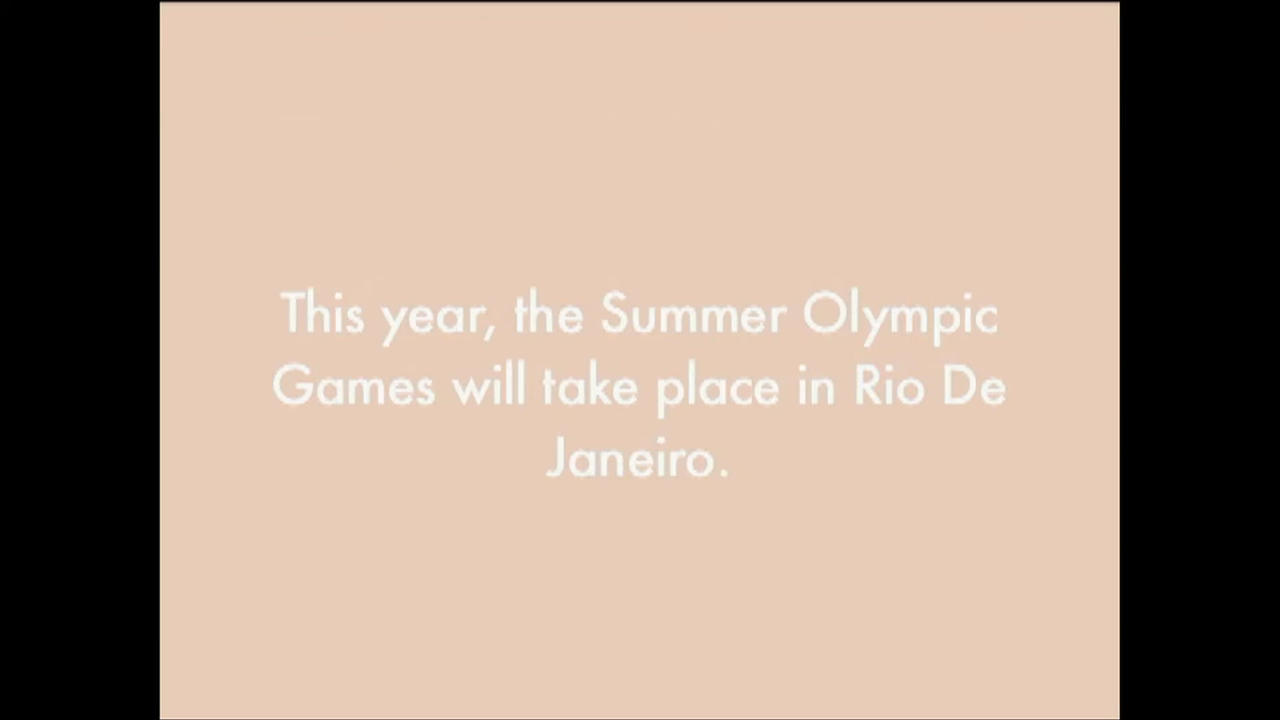 This year, the Summer Olympic
Games will take place in Rio De
Janeiro.